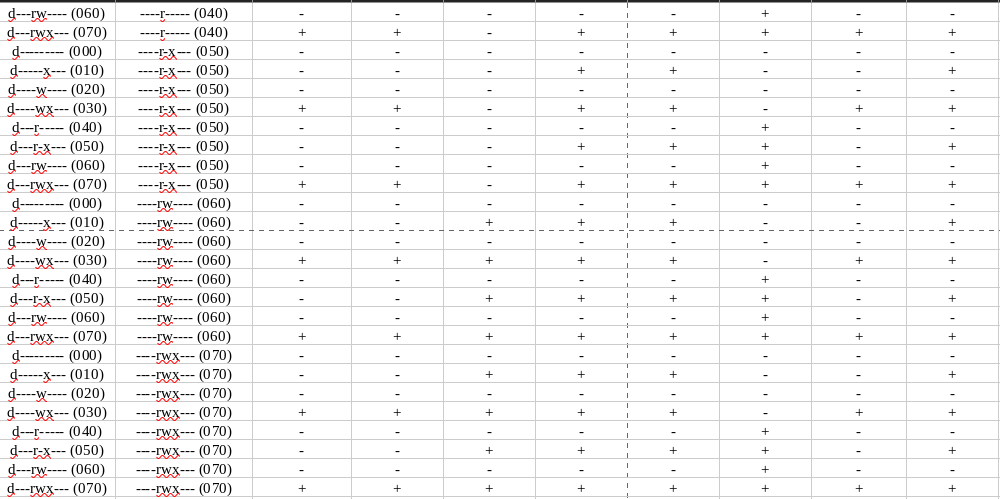 d---rw---- (060) ----r----- (040) - - - - - + - -
d---rwx--- (070) ----r----- (040) + + - + + + + +
d--------- (000) ----r-x--- (050) - - - - - - - -
d-----x--- (010) ----r-x--- (050) - - - + + - - +
d----w---- (020) ----r-x--- (050) - - - - - - - -
d----wx--- (030) ----r-x--- (050) + + - + + - + +
d---r----- (040) ----r-x--- (050) - - - - - + - -
d---r-x--- (050) ----r-x--- (050) - - - + + + - +
d---rw---- (060) ----r-x--- (050) - - - - - + - -
d---rwx--- (070) ----r-x--- (050) + + - + + + + +
d--------- (000) ----rw---- (060) - - - - - - - -
d-----x--- (010) ----rw---- (060) - - + + + - - +
d----w---- (020) ----rw---- (060) - - - - - - - -
d----wx--- (030) ----rw---- (060) + + + + + - + +
d---r----- (040) ----rw---- (060) - - - - - + - -
d---r-x--- (050) ----rw---- (060) - - + + + + - +
d---rw---- (060) ----rw---- (060) - - - - - + - -
d---rwx--- (070) ----rw---- (060) + + + + + + + +
d--------- (000) ----rwx--- (070) - - - - - - - -
d-----x--- (010) ----rwx--- (070) - - + + + - - +
d----w---- (020) ----rwx--- (070) - - - - - - - -
d----wx--- (030) ----rwx--- (070) + + + + + - + +
d---r----- (040) ----rwx--- (070) - - - - - + - -
d---r-x--- (050) ----rwx--- (070) - - + + + + - +
d---rw---- (060) ----rwx--- (070) - - - - - + - -
d---rwx--- (070) ----rwx--- (070) + + + + + + + +